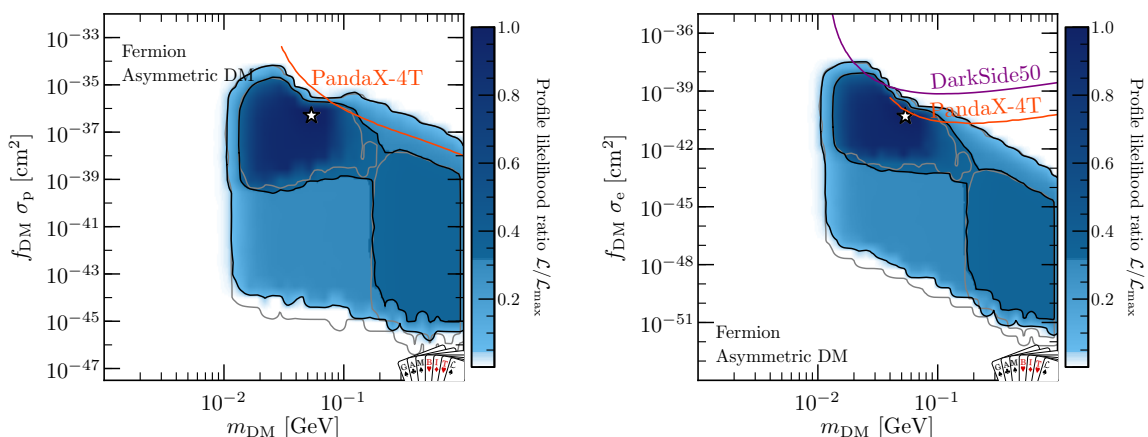 10⁻³³
10⁻³⁵
10⁻³⁷
10⁻³⁹
10⁻⁴¹
10⁻⁴³
10⁻⁴⁵
10⁻⁴⁷
f_DM σ_p [cm²]
Fermion
Asymmetric DM
PandaX-4T
GAMBIT ℒ
10⁻² 10⁻¹
m_DM [GeV]
1.0
0.8
0.6
0.4
0.2
Profile likelihood ratio ℒ/ℒ_max
10⁻³⁶
10⁻³⁹
10⁻⁴²
10⁻⁴⁵
10⁻⁴⁸
10⁻⁵¹
f_DM σ_e [cm²]
DarkSide50
PandaX-4T
Fermion
Asymmetric DM
GAMBIT ℒ
10⁻² 10⁻¹
m_DM [GeV]
1.0
0.8
0.6
0.4
0.2
Profile likelihood ratio ℒ/ℒ_max